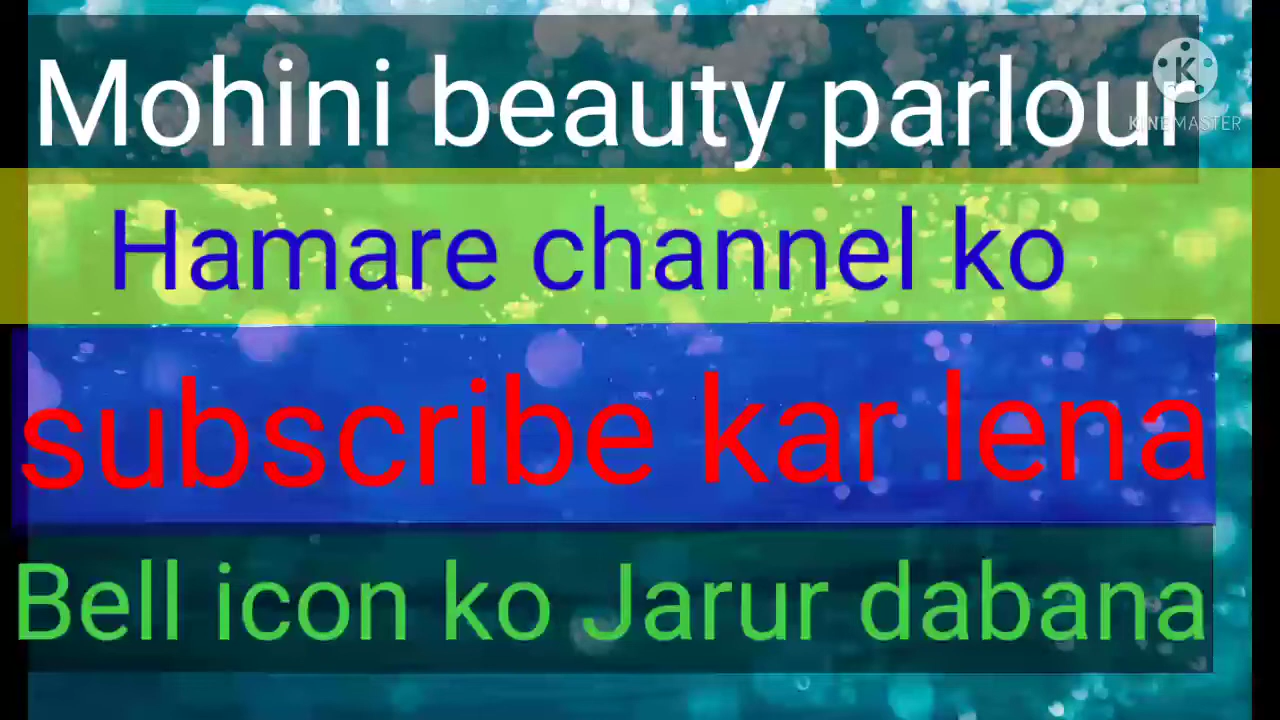 Mohini beauty parlour
KINEMASTER
Hamare channel ko
subscribe kar lena
Bell icon ko Jarur dabana